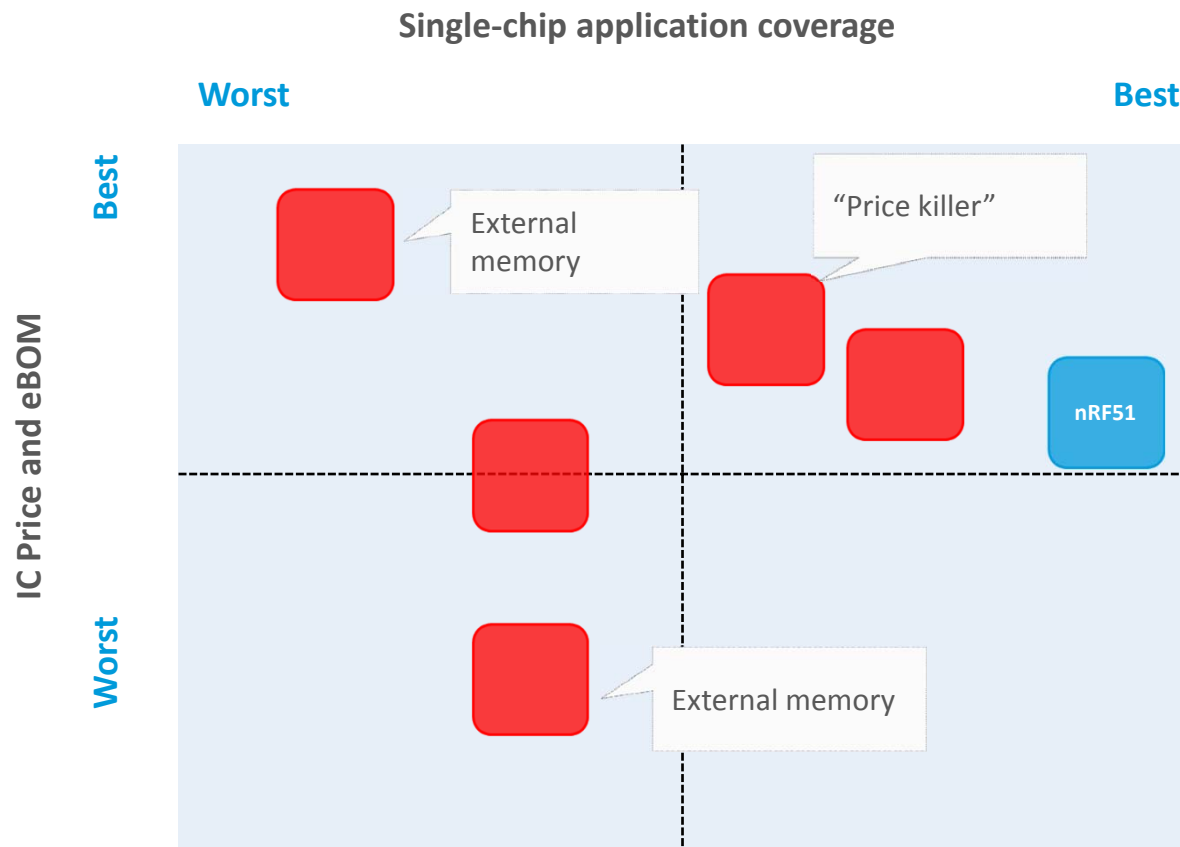 Single-chip application coverage
Worst
Best
Best
“Price killer”
External
memory
IC Price and eBOM
nRF51
Worst
External memory